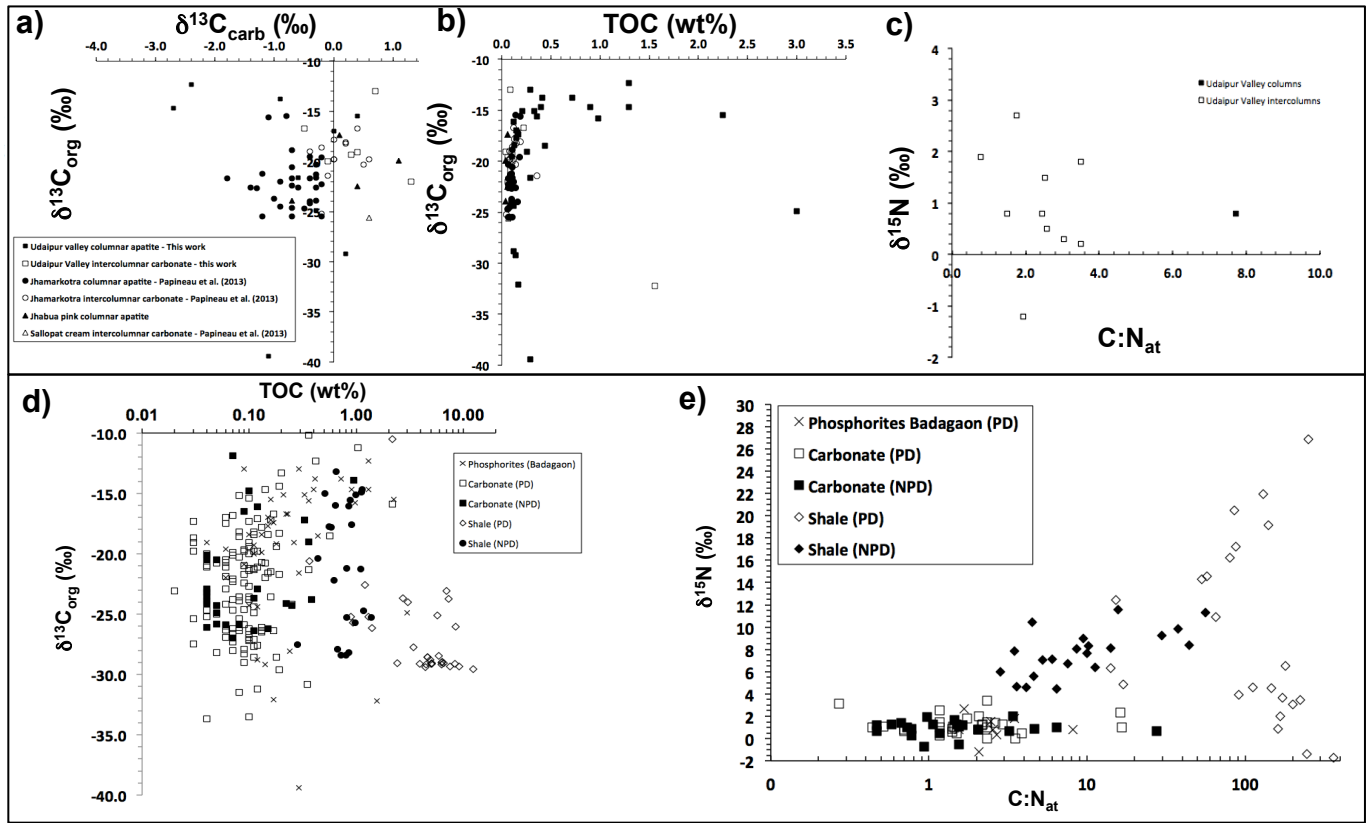 a)
δ13Ccarb (‰)
-4.0 -3.0 -2.0 -1.0 0.0 1.0
-10
-15
-20
-25
-30
-35
-40
δ13Corg (‰)
Udaipur valley columnar apatite - This work
Udaipur Valley intercolumnar carbonate - this work
Jhamarkotra columnar apatite - Papineau et al. (2013)
Jhamarkotra intercolumnar carbonate - Papineau et al. (2013)
Jhabua pink columnar apatite
Sallopat cream intercolumnar carbonate - Papineau et al. (2013)
b)
TOC (wt%)
0.0 0.5 1.0 1.5 2.0 2.5 3.0 3.5
-10
-15
-20
-25
-30
-35
-40
δ13Corg (‰)
c)
4
3
2
1
0
-1
-2
δ15N (‰)
0.0 2.0 4.0 6.0 8.0 10.0
C:Nat
Udaipur Valley columns
Udaipur Valley intercolumns
d)
TOC (wt%)
0.01 0.10 1.00 10.00
-10.0
-15.0
-20.0
-25.0
-30.0
-35.0
-40.0
δ13Corg (‰)
Phosphorites (Badagaon)
Carbonate (PD)
Carbonate (NPD)
Shale (PD)
Shale (NPD)
e)
30
28
26
24
22
20
18
16
14
12
10
8
6
4
2
0
-2
δ15N (‰)
Phosphorites Badagaon (PD)
Carbonate (PD)
Carbonate (NPD)
Shale (PD)
Shale (NPD)
0 1 10 100
C:Nat